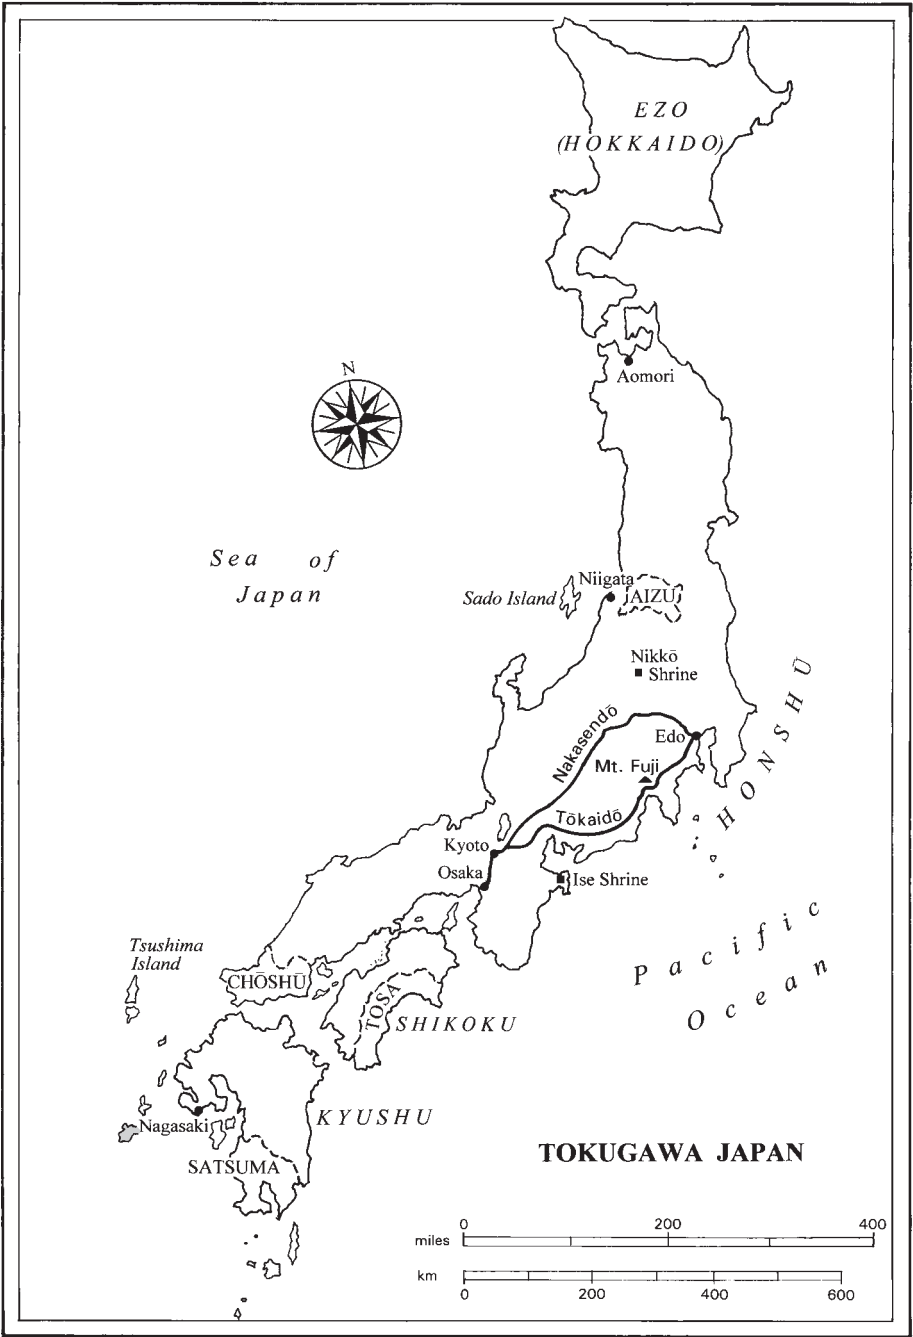 EZO
(HOKKAIDO)
N
Aomori
Sea of
Japan
Niigata
Sado Island
AIZU
Nikkō
Shrine
HONSHŪ
Nakasendō
Edo
Mt. Fuji
Tōkaidō
Kyoto
Osaka
Ise Shrine
Pacific
Ocean
Tsushima
Island
CHŌSHŪ
TOSA
SHIKOKU
KYUSHU
Nagasaki
SATSUMA
TOKUGAWA JAPAN
0 200 400
miles
km
0 200 400 600